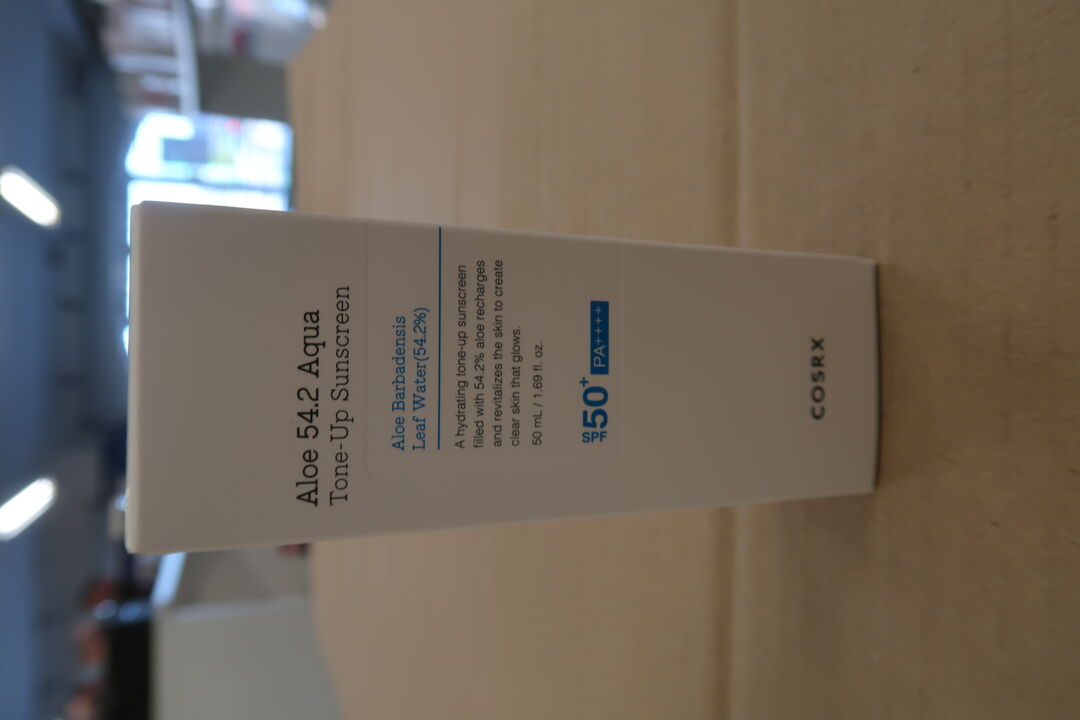 Aloe 54.2 Aqua
Tone-Up Sunscreen
Aloe Barbadensis
Leaf Water(54.2%)
A hydrating tone-up sunscreen
filled with 54.2% aloe recharges
and revitalizes the skin to create
clear skin that glows.
50 mL / 1.69 fl. oz.
SPF 50+ PA++++
COSRX